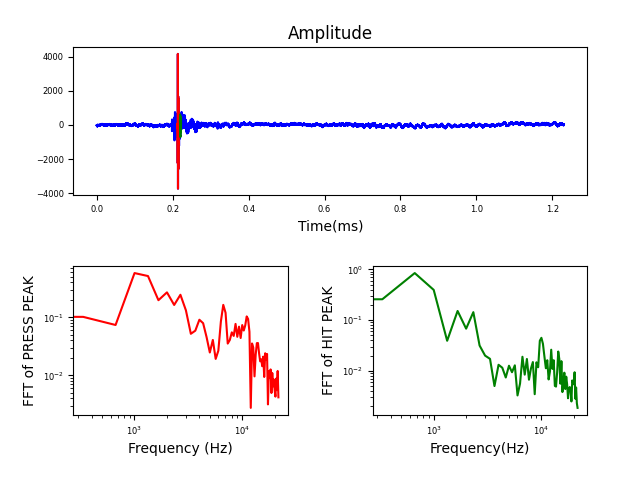 Amplitude
4000
2000
0
−2000
−4000
0.0 0.2 0.4 0.6 0.8 1.0 1.2
Time(ms)
FFT of PRESS PEAK
10⁻¹
10⁻²
10³ 10⁴
Frequency (Hz)
FFT of HIT PEAK
10⁰
10⁻¹
10⁻²
10³ 10⁴
Frequency(Hz)